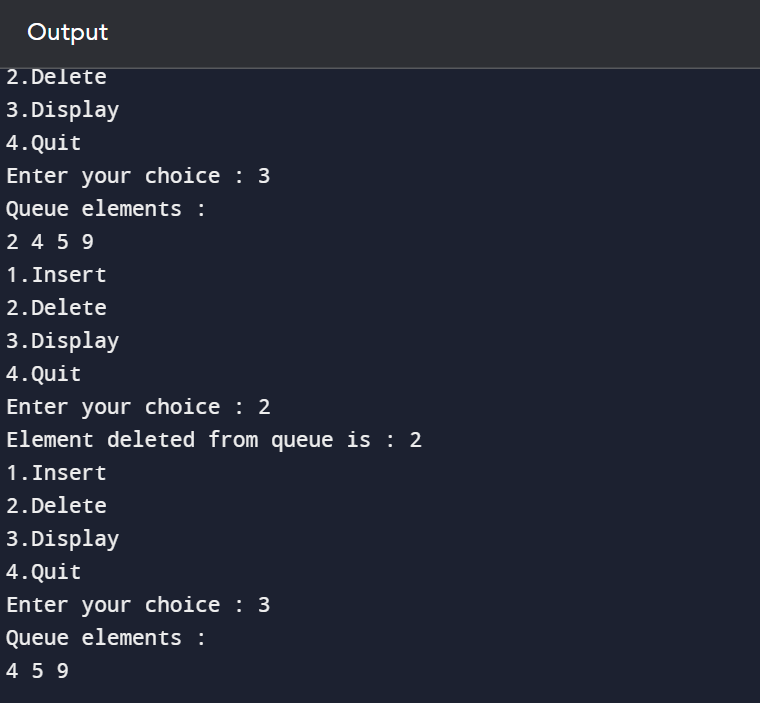 Output
2.Delete
3.Display
4.Quit
Enter your choice : 3
Queue elements :
2 4 5 9
1.Insert
2.Delete
3.Display
4.Quit
Enter your choice : 2
Element deleted from queue is : 2
1.Insert
2.Delete
3.Display
4.Quit
Enter your choice : 3
Queue elements :
4 5 9